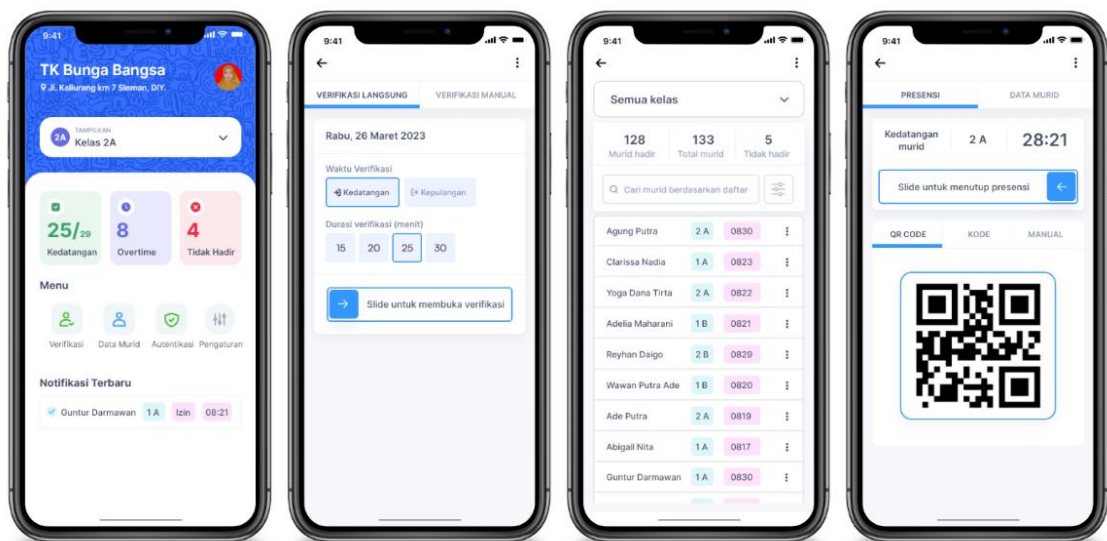 9:41
TK Bunga Bangsa
Jl. Kaliurang km 7 Sleman, DIY.
2A
TAMPILKAN
Kelas 2A
25/29
Kedatangan
8
Overtime
4
Tidak Hadir
Menu
Verifikasi
Data Murid
Autentikasi
Pengaturan
Notifikasi Terbaru
Guntur Darmawan 1 A Izin 08:21
9:41
VERIFIKASI LANGSUNG VERIFIKASI MANUAL
Rabu, 26 Maret 2023
Waktu Verifikasi
Kedatangan Kepulangan
Durasi verifikasi (menit)
15 20 25 30
Slide untuk membuka verifikasi
9:41
Semua kelas
128 133 5
Murid hadir Total murid Tidak hadir
Cari murid berdasarkan daftar
Agung Putra 2 A 0830
Clarissa Nadia 1 A 0823
Yoga Dana Tirta 2 A 0822
Adelia Maharani 1 B 0821
Reyhan Daigo 2 B 0829
Wawan Putra Ade 1 B 0820
Ade Putra 2 A 0819
Abigail Nita 1 A 0817
Guntur Darmawan 1 A 0830
9:41
PRESENSI DATA MURID
Kedatangan murid 2 A 28:21
Slide untuk menutup presensi
QR CODE KODE MANUAL